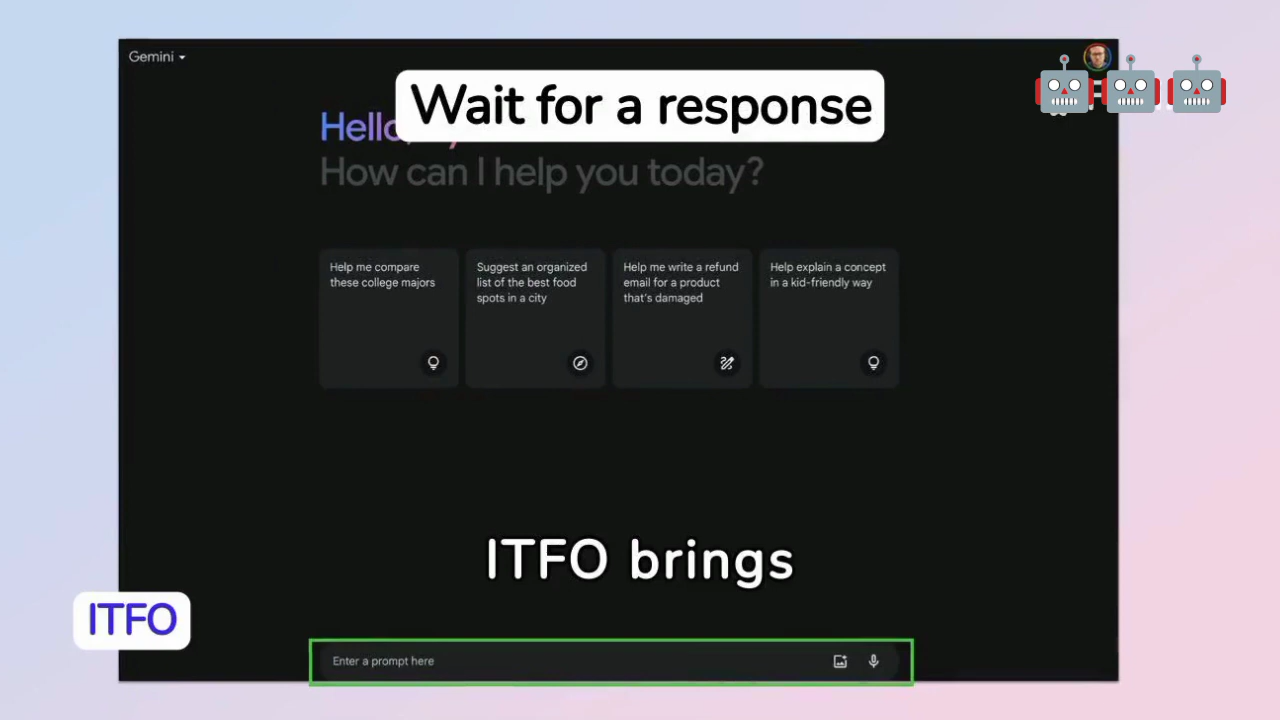 Gemini
Wait for a response
Hello,
How can I help you today?
Help me compare
these college majors
Suggest an organized
list of the best food
spots in a city
Help me write a refund
email for a product
that's damaged
Help explain a concept
in a kid-friendly way
ITFO brings
ITFO
Enter a prompt here